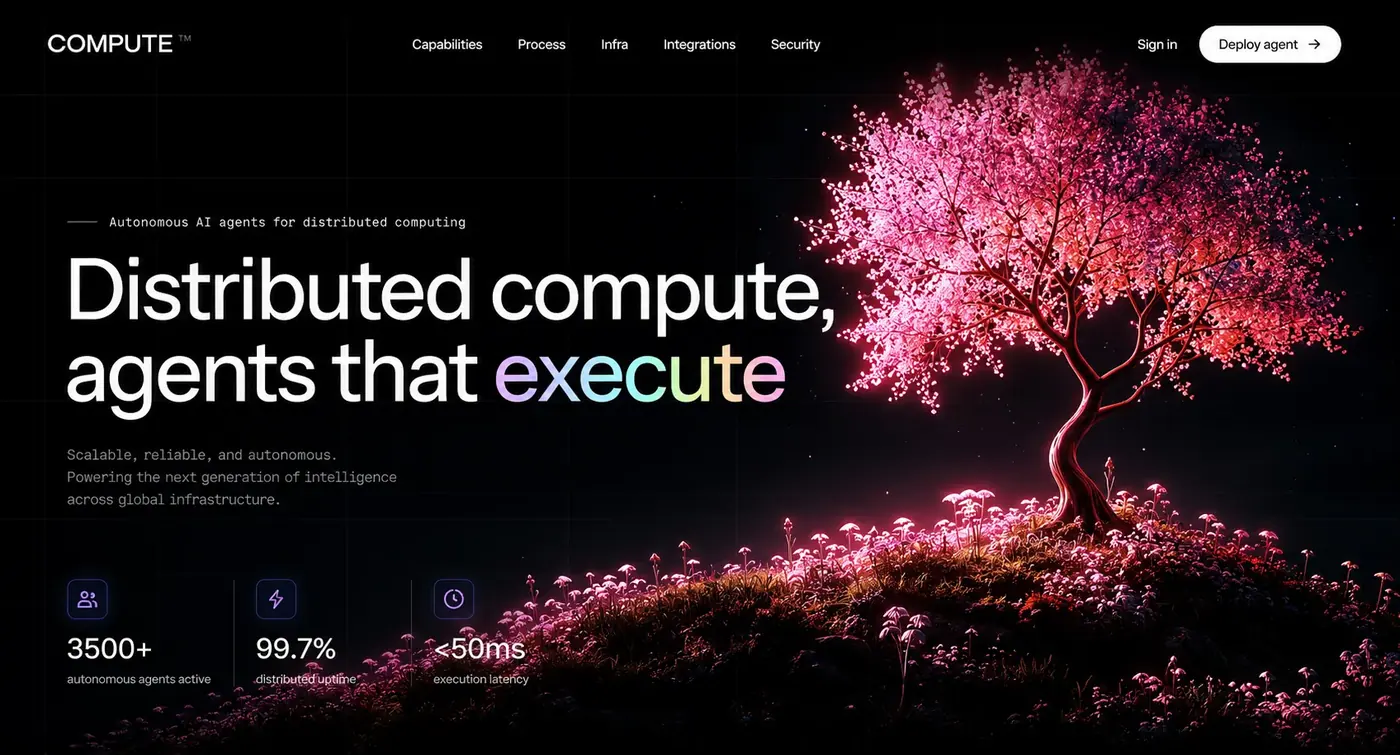 COMPUTE ™
Capabilities
Process
Infra
Integrations
Security
Sign in
Deploy agent
Autonomous AI agents for distributed computing
Distributed compute,
agents that execute
Scalable, reliable, and autonomous.
Powering the next generation of intelligence
across global infrastructure.
3500+
autonomous agents active
99.7%
distributed uptime
<50ms
execution latency